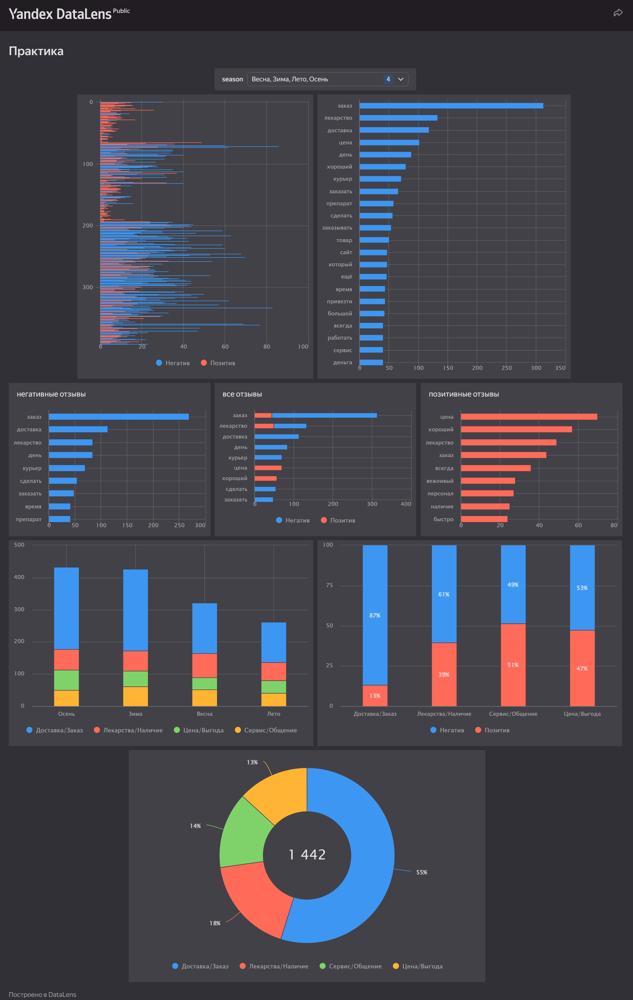 Yandex DataLens Public
Практика
season Весна, Зима, Лето, Осень 4
0
100
200
300
0 20 40 60 80 100
Негатив Позитив
заказ
лекарство
доставка
цена
день
хороший
курьер
заказать
препарат
сделать
заказывать
товар
сайт
который
ещё
время
привезти
большой
всегда
работать
сервис
деньга
0 50 100 150 200 250 300 350
негативные отзывы
заказ
доставка
лекарство
день
курьер
сделать
заказать
время
препарат
0 50 100 150 200 250 300
все отзывы
заказ
лекарство
доставка
день
курьер
цена
хороший
сделать
заказать
0 100 200 300 400
Негатив Позитив
позитивные отзывы
цена
хороший
лекарство
заказ
всегда
вежливый
персонал
наличие
быстро
0 20 40 60 80
500
400
300
200
100
0
Осень Зима Весна Лето
Доставка/Заказ Лекарства/Наличие Цена/Выгода Сервис/Общение
100
75
50
25
0
87% 61% 49% 53%
13% 39% 51% 47%
Доставка/Заказ Лекарства/Наличие Сервис/Общение Цена/Выгода
Негатив Позитив
13%
14%
1 442
55%
18%
Доставка/Заказ Лекарства/Наличие Сервис/Общение Цена/Выгода
Построено в DataLens